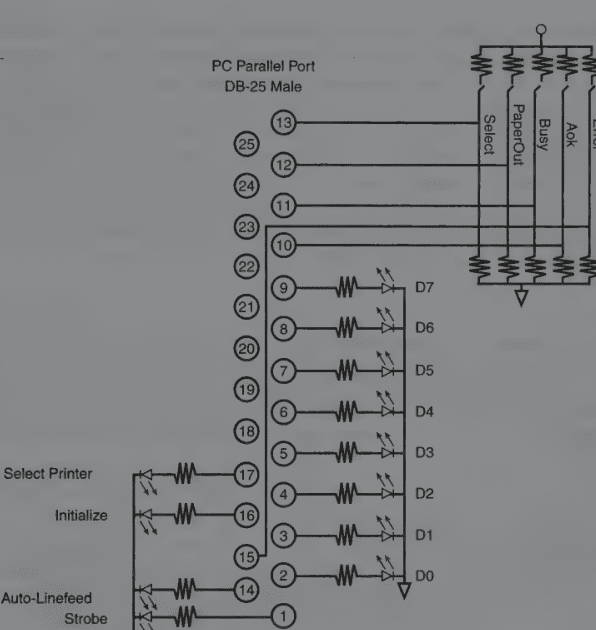 PC Parallel Port
DB-25 Male
13
25
12
24
11
23
10
22
9
21
8
20
7
19
6
18
5
17
4
16
3
15
2
14
1
Select
PaperOut
Busy
Aok
D7
D6
D5
D4
D3
D2
D1
D0
Select Printer
Initialize
Auto-Linefeed
Strobe